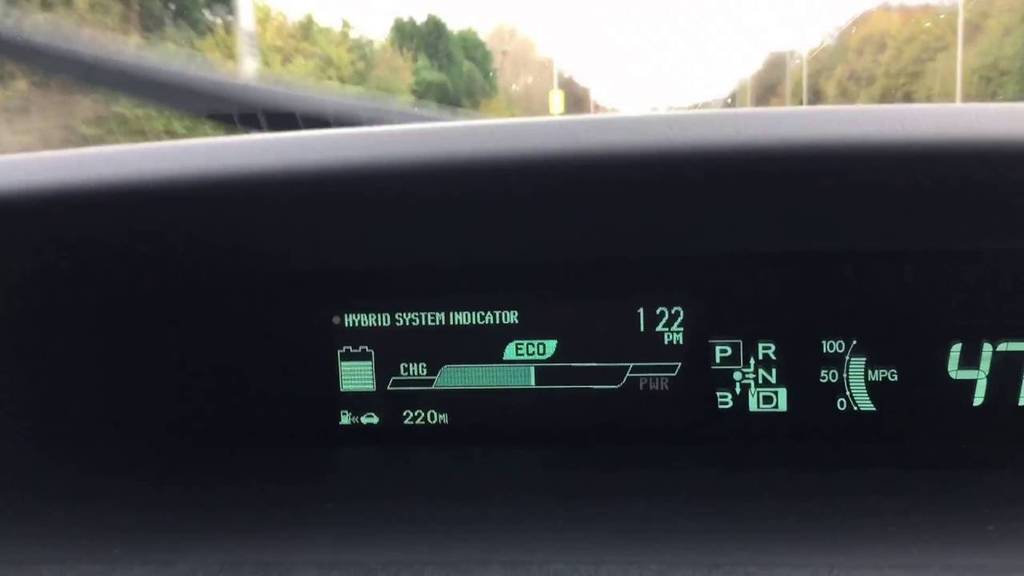 HYBRID SYSTEM INDICATOR
1 22
PM
ECO
CHG
PWR
220MI
P R
N
B D
100
50 MPG
0
47